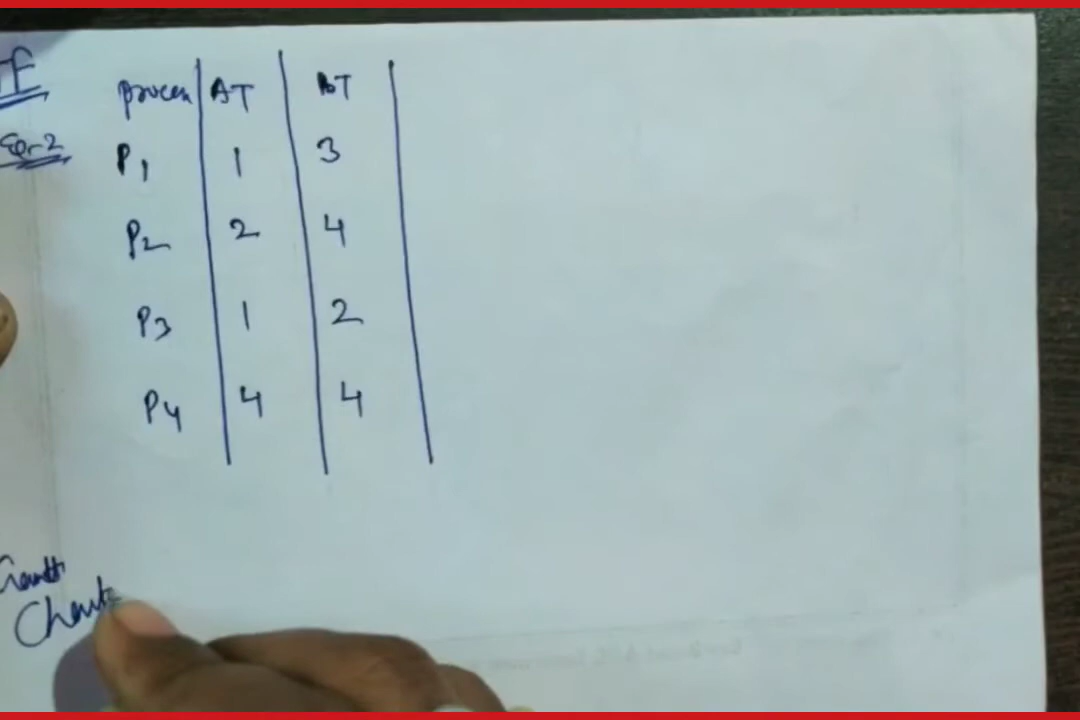 Process AT BT
P1 1 3
P2 2 4
P3 1 2
P4 4 4
Gantt
Chart